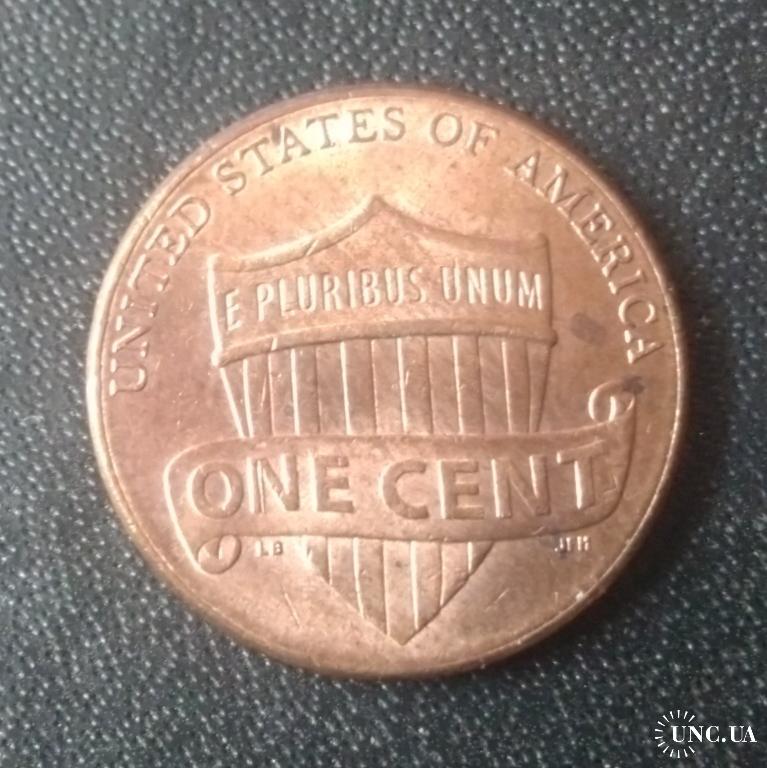 UNITED STATES OF AMERICA
E PLURIBUS UNUM
ONE CENT
LB JFM
UNC.UA